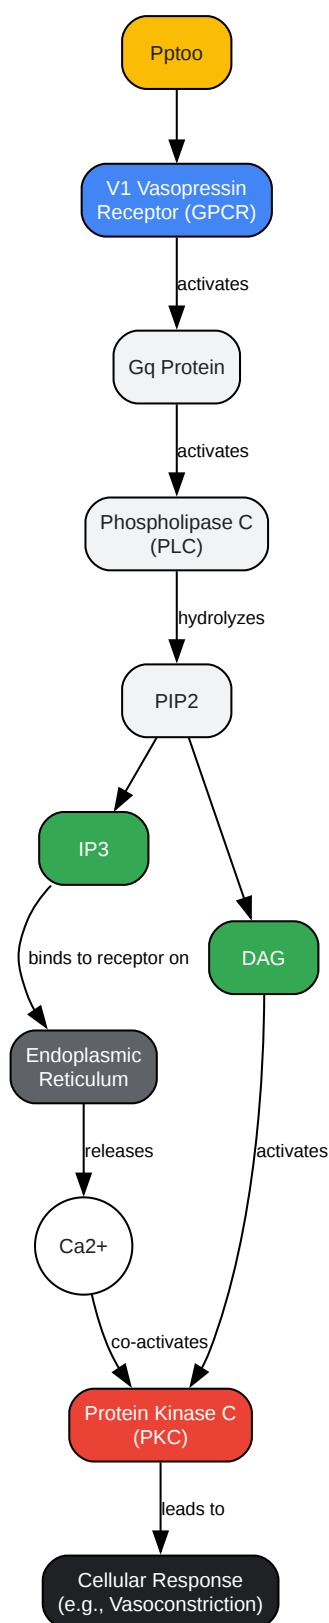 Pptoo
V1 Vasopressin
Receptor (GPCR)
activates
Gq Protein
activates
Phospholipase C
(PLC)
hydrolyzes
PIP2
IP3
DAG
binds to receptor on
Endoplasmic
Reticulum
releases
activates
Ca2+
co-activates
Protein Kinase C
(PKC)
leads to
Cellular Response
(e.g., Vasoconstriction)